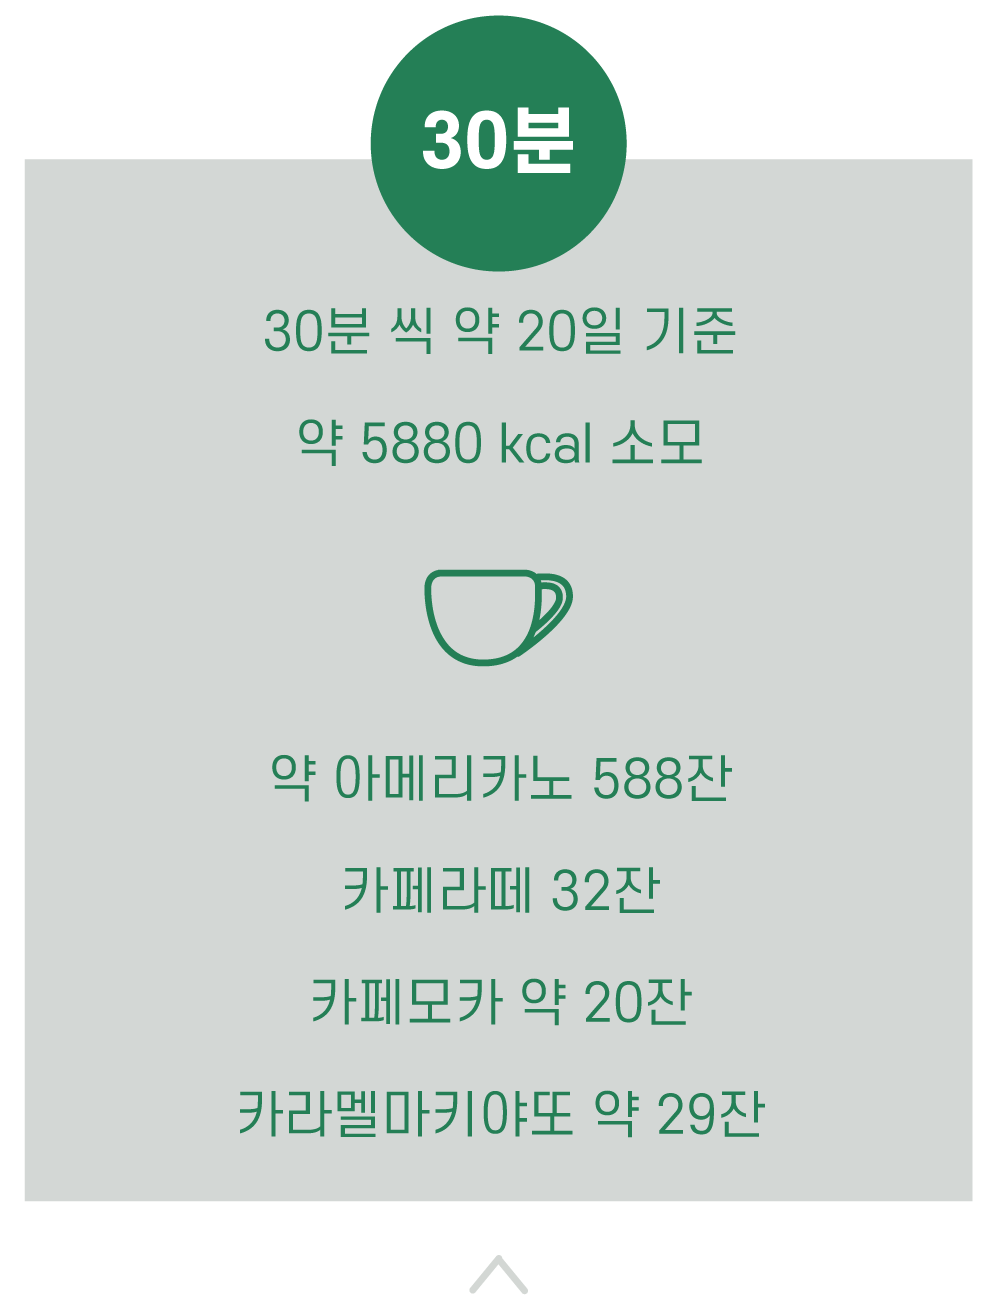 30분
30분 씩 약 20일 기준
약 5880 kcal 소모
약 아메리카노 588잔
카페라떼 32잔
카페모카 약 20잔
카라멜마키야또 약 29잔